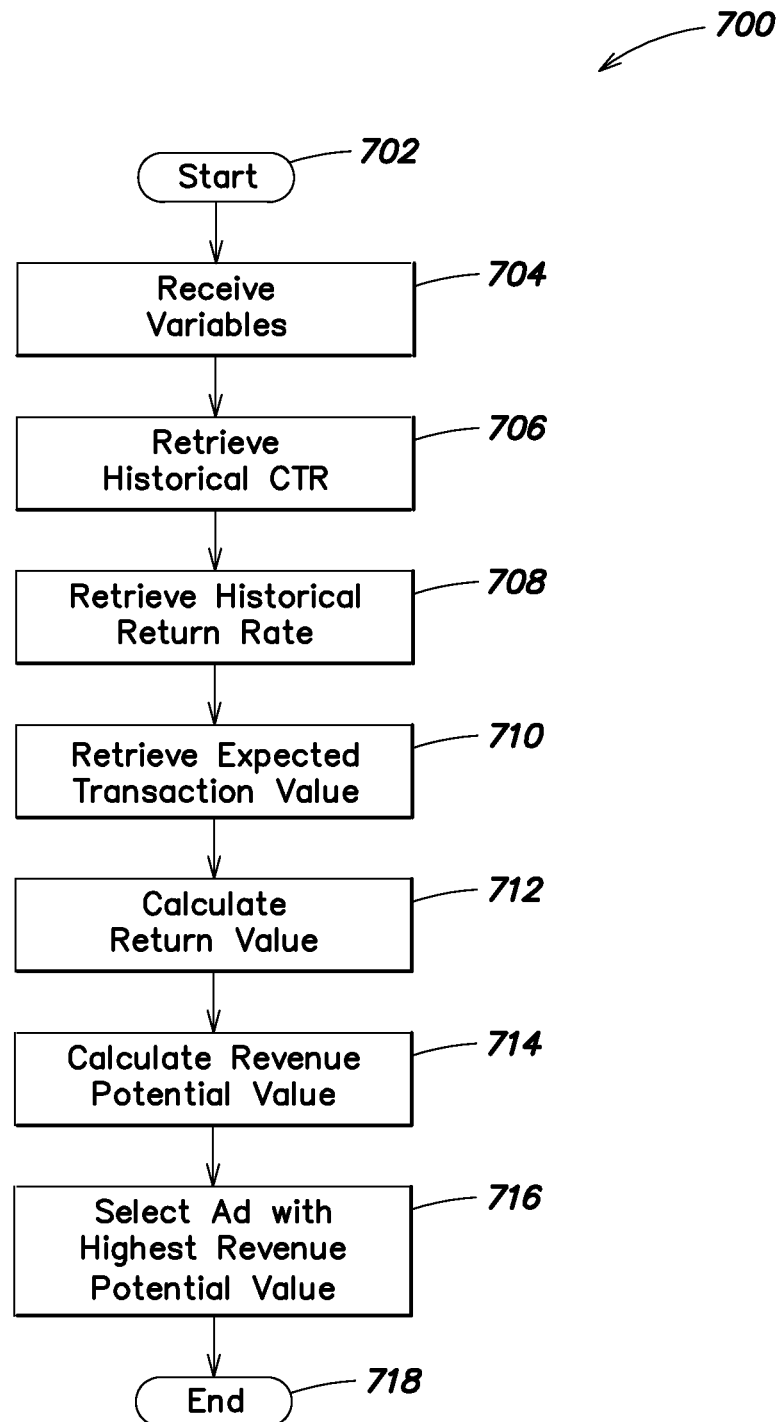 700
Start
702
Receive
Variables
704
Retrieve
Historical CTR
706
Retrieve Historical
Return Rate
708
Retrieve Expected
Transaction Value
710
Calculate
Return Value
712
Calculate Revenue
Potential Value
714
Select Ad with
Highest Revenue
Potential Value
716
End
718